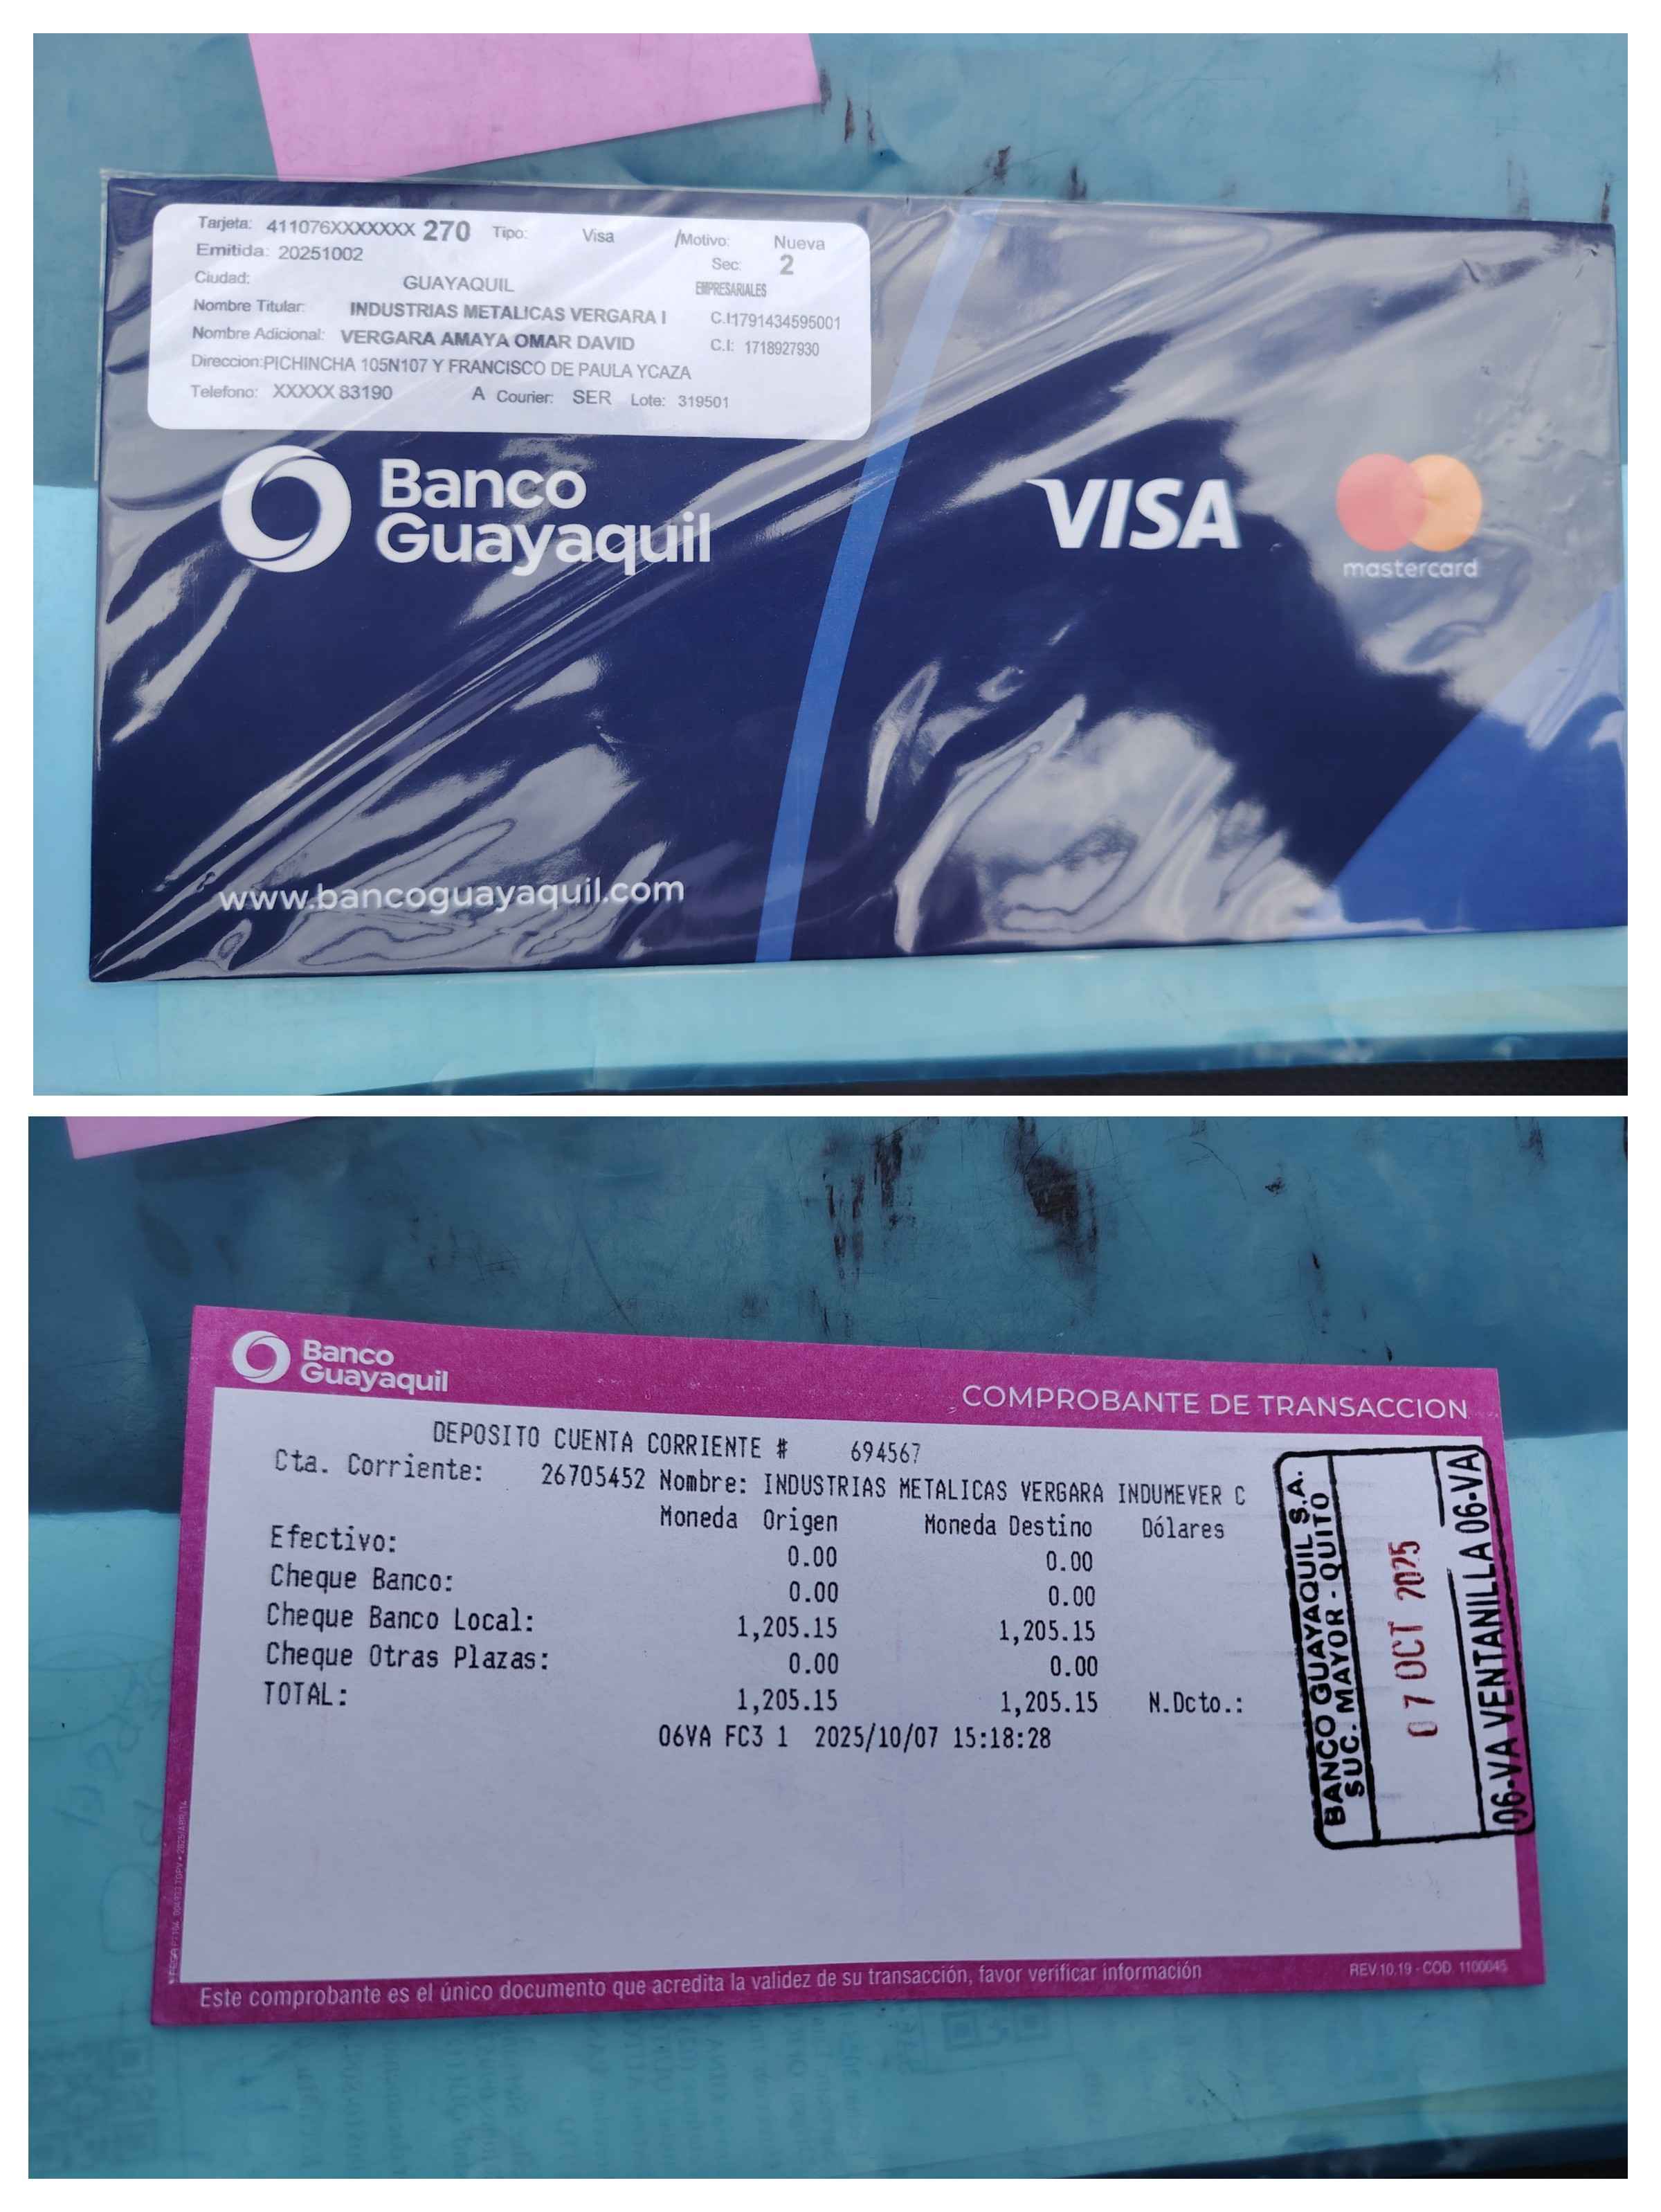 Tarjeta: 411076XXXXXXX 270 Tipo: Visa /Motivo: Nueva
Emitida: 20251002 Sec: 2
Ciudad: GUAYAQUIL EMPRESARIALES
Nombre Titular: INDUSTRIAS METALICAS VERGARA I C.I1791434595001
Nombre Adicional: VERGARA AMAYA OMAR DAVID C.I: 1718927930
Direccion:PICHINCHA 105N107 Y FRANCISCO DE PAULA YCAZA
Telefono: XXXXX 83190 A Courier: SER Lote: 319501
Banco
Guayaquil
VISA
mastercard
www.bancoguayaquil.com
Banco
Guayaquil
COMPROBANTE DE TRANSACCION
DEPOSITO CUENTA CORRIENTE # 694567
Cta. Corriente: 26705452 Nombre: INDUSTRIAS METALICAS VERGARA INDUMEVER C
Moneda Origen Moneda Destino Dólares
Efectivo: 0.00 0.00
Cheque Banco: 0.00 0.00
Cheque Banco Local: 1,205.15 1,205.15
Cheque Otras Plazas: 0.00 0.00
TOTAL: 1,205.15 1,205.15 N.Dcto.:
06VA FC3 1 2025/10/07 15:18:28
BANCO GUAYAQUIL S.A.
SUC. MAYOR - QUITO
07 OCT 2025
06-VA VENTANILLA 06-VA
Este comprobante es el único documento que acredita la validez de su transacción, favor verificar información
REV.10.19 - COD. 1100045